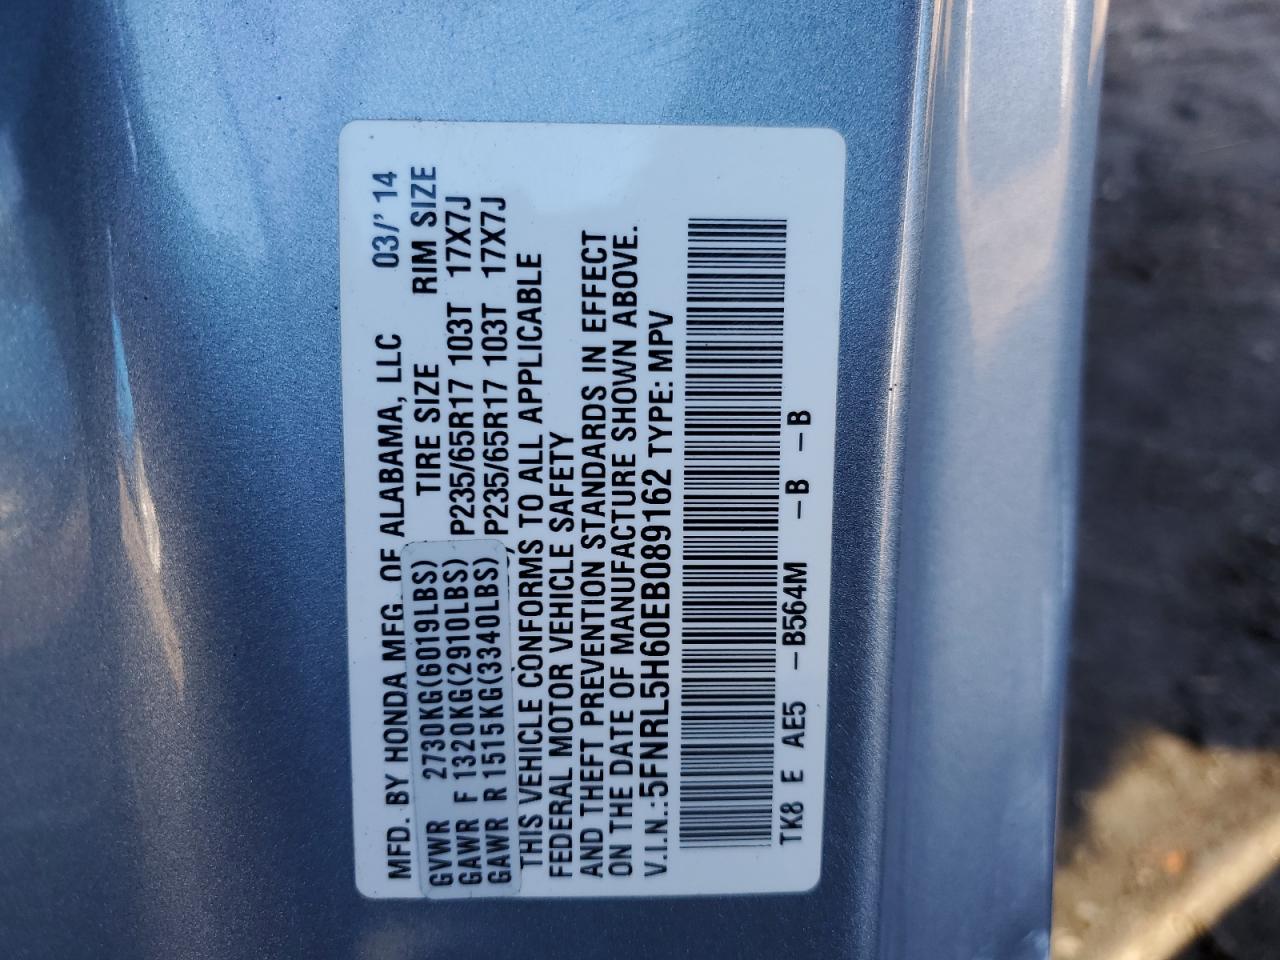 MFD. BY HONDA MFG. OF ALABAMA, LLC 03/' 14
TIRE SIZE RIM SIZE
GVWR 2730KG(6019LBS)
GAWR F 1320KG(2910LBS) P235/65R17 103T 17X7J
GAWR R 1515KG(3340LBS) P235/65R17 103T 17X7J
THIS VEHICLE CONFORMS TO ALL APPLICABLE
FEDERAL MOTOR VEHICLE SAFETY
AND THEFT PREVENTION STANDARDS IN EFFECT
ON THE DATE OF MANUFACTURE SHOWN ABOVE.
V.I.N.:5FNRL5H60EB089162 TYPE: MPV
TK8 E AE5 -B564M -B -B